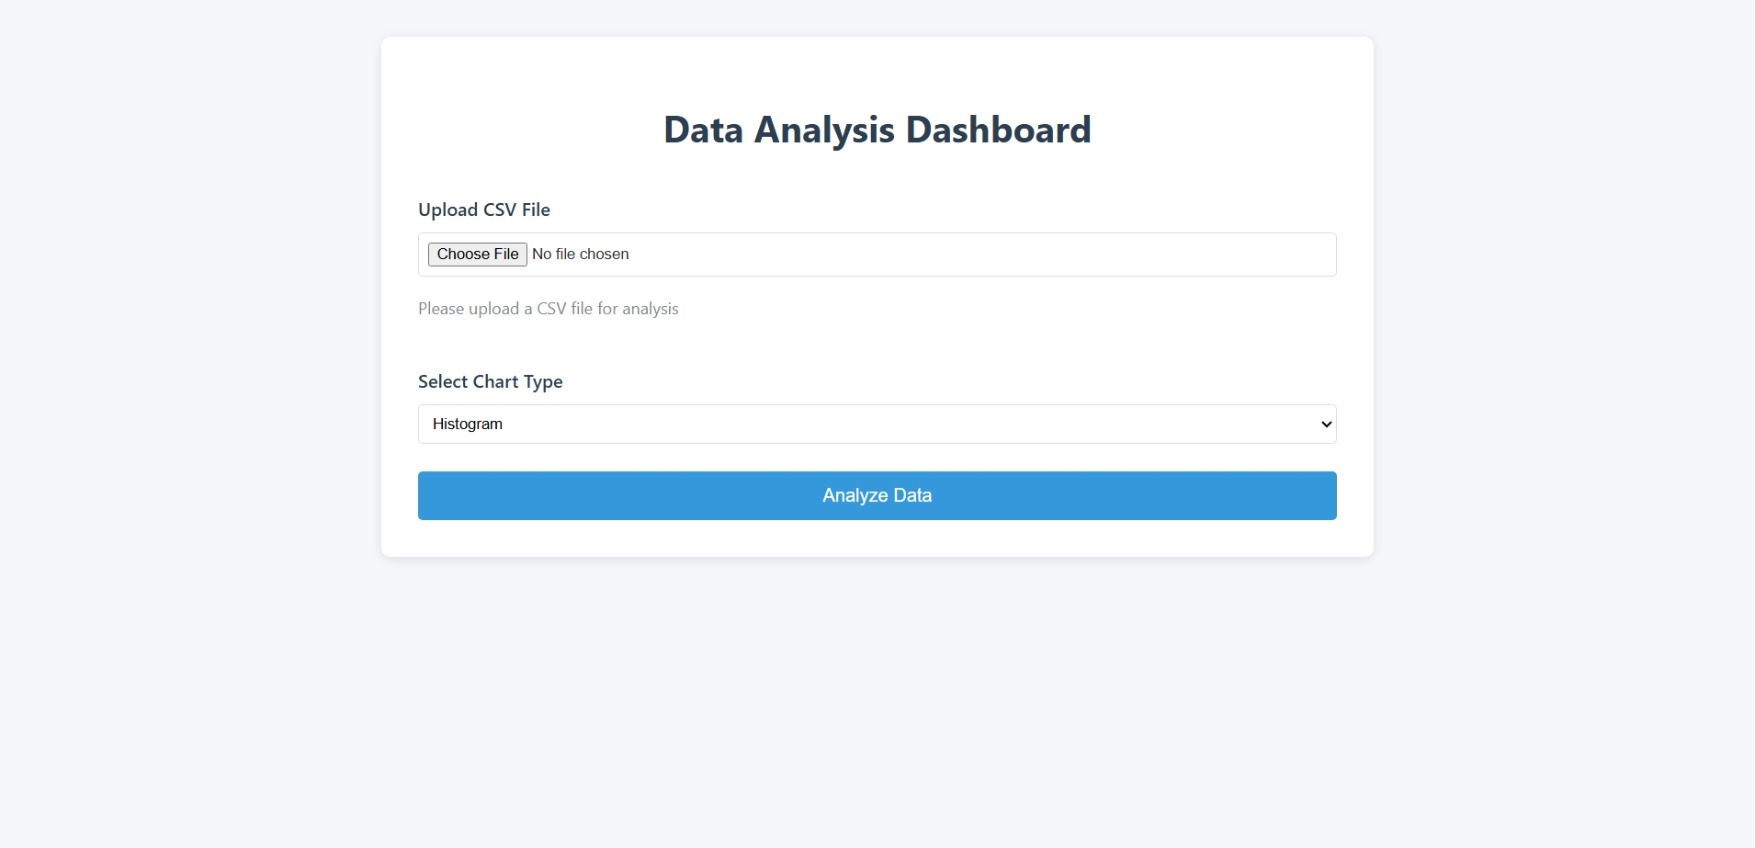 Data Analysis Dashboard
Upload CSV File
Choose File No file chosen
Please upload a CSV file for analysis
Select Chart Type
Histogram
Analyze Data